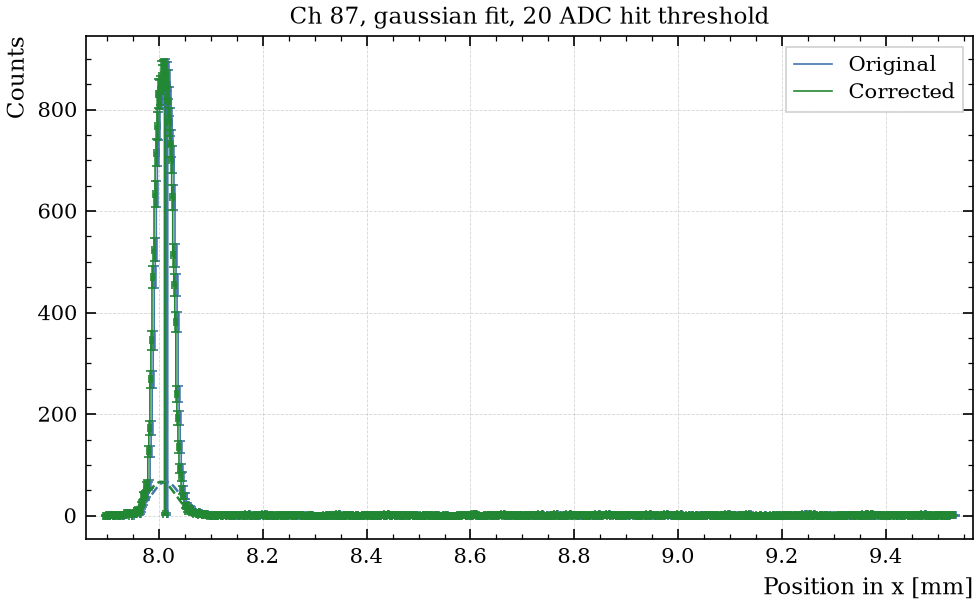 Ch 87, gaussian fit, 20 ADC hit threshold
Counts
Original
Corrected
800
600
400
200
0
8.0 8.2 8.4 8.6 8.8 9.0 9.2 9.4
Position in x [mm]